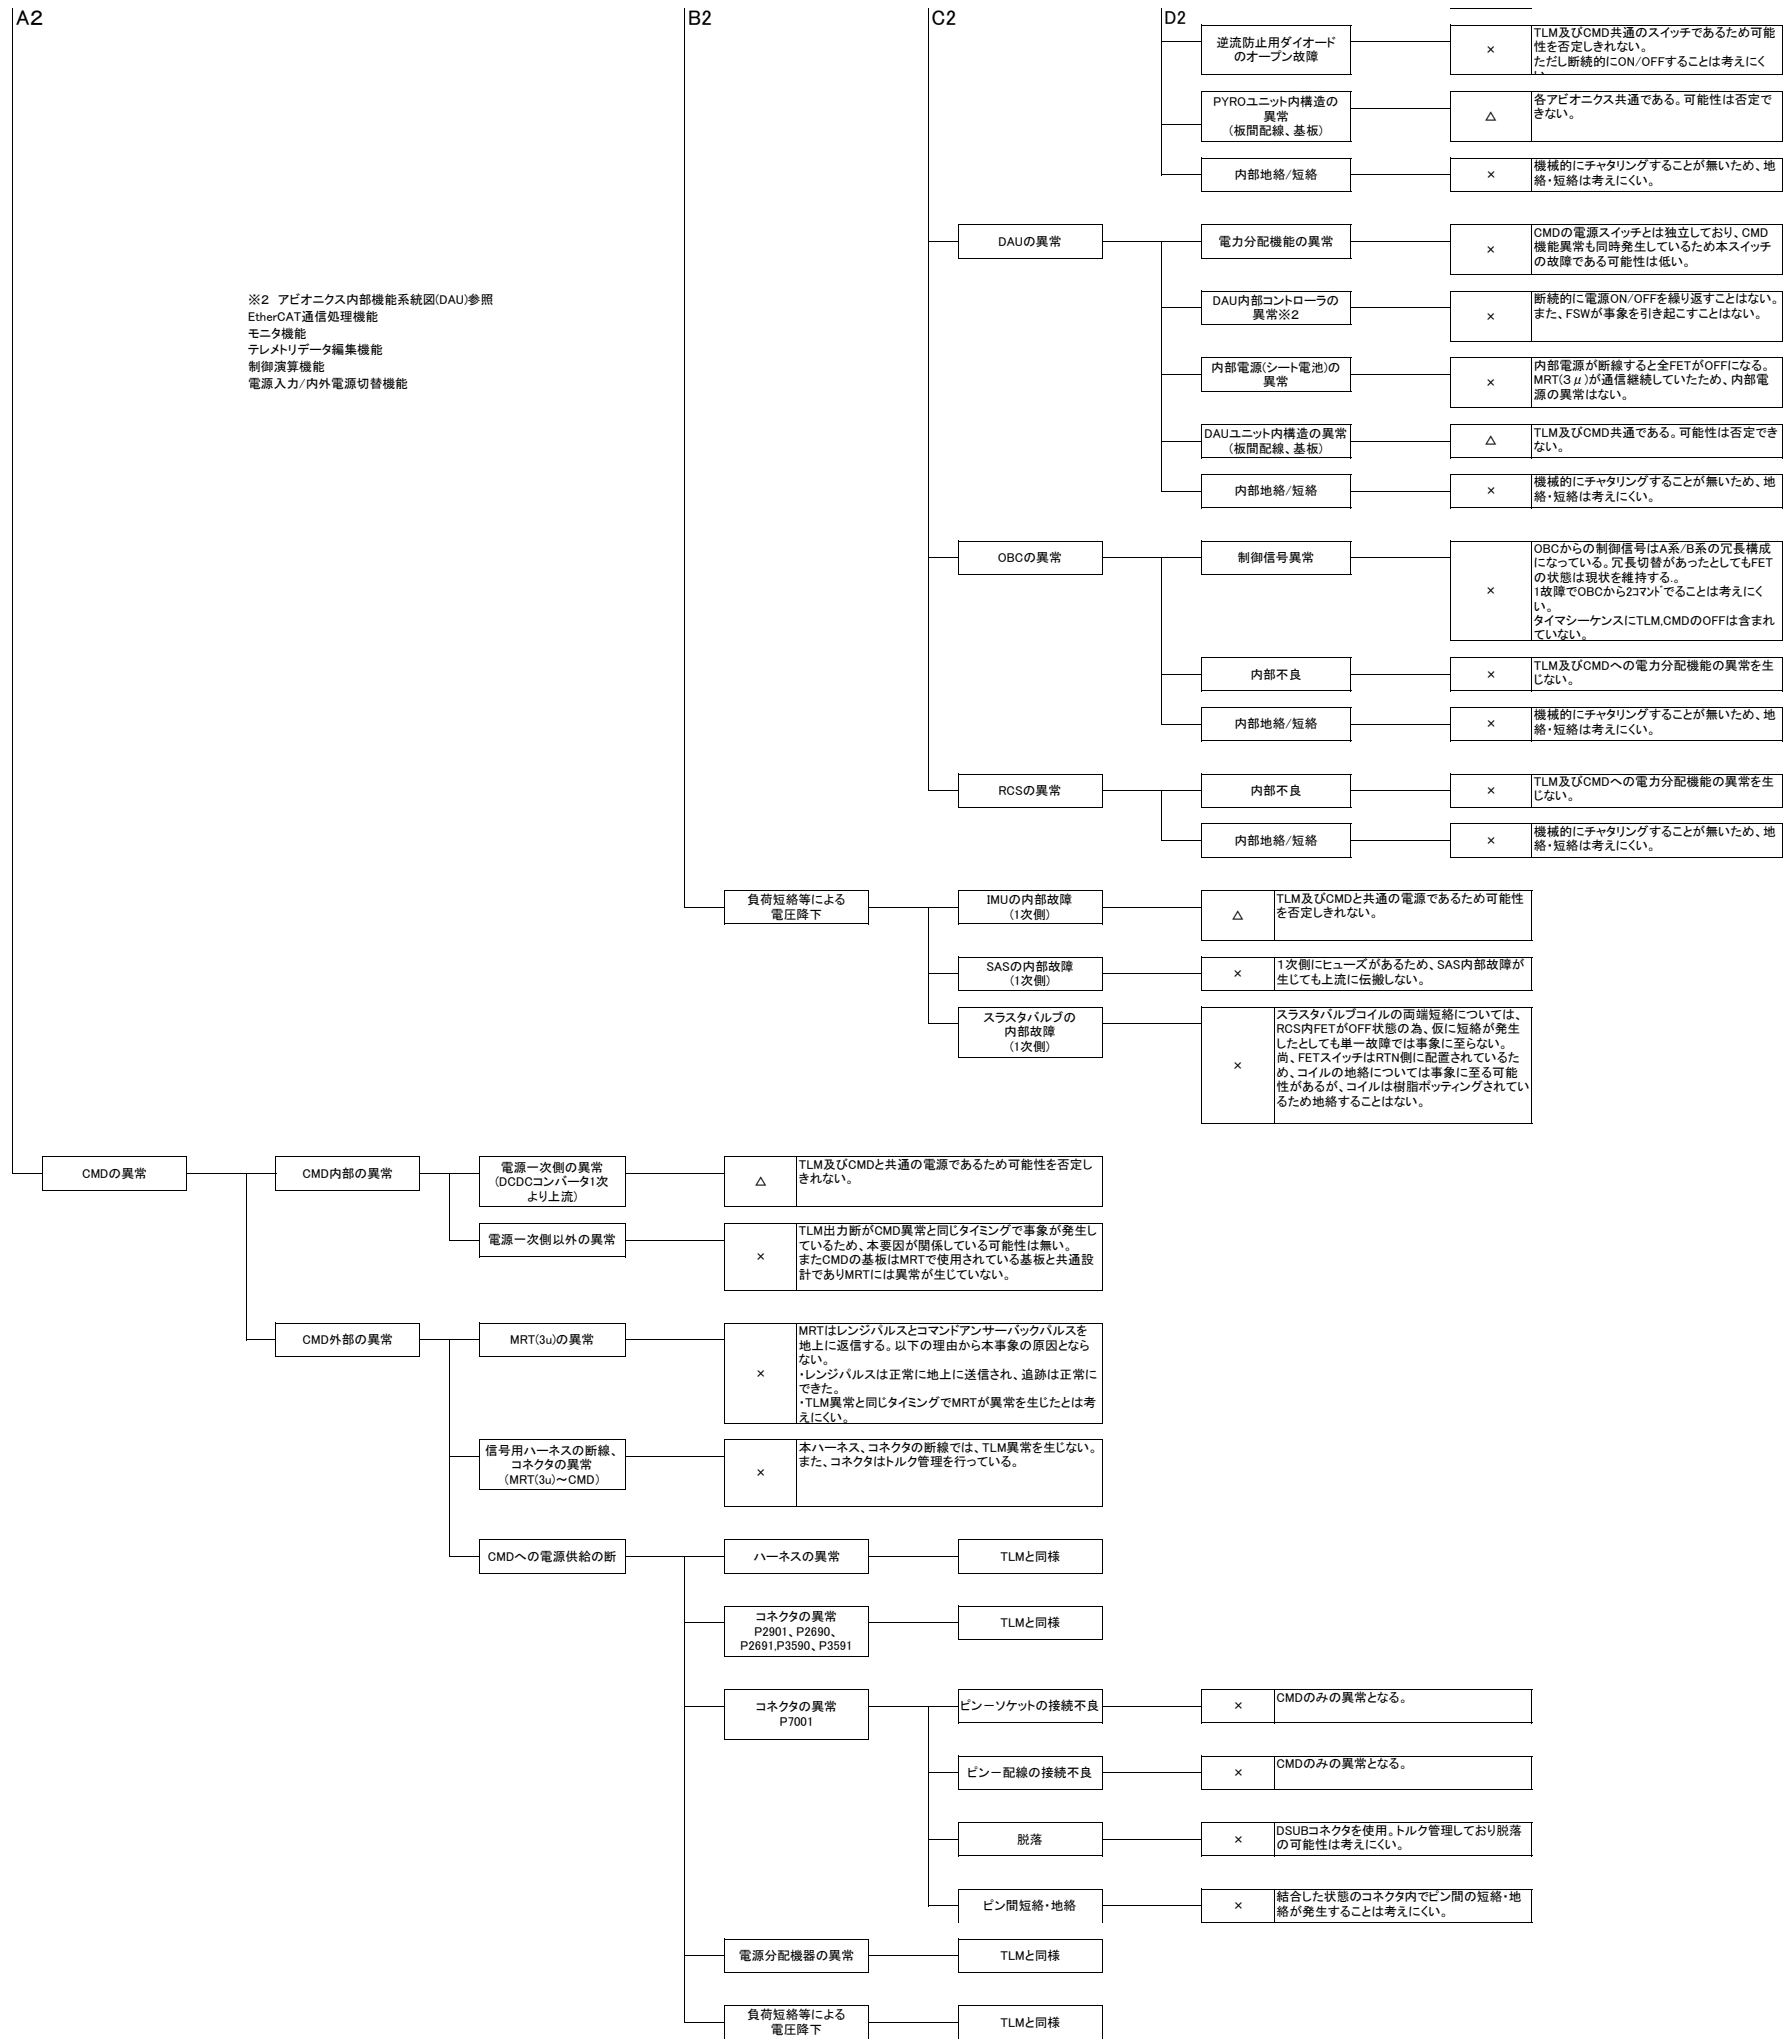 A2
B2
C2
D2
逆流防止用ダイオード
のオープン故障
×
TLM及びCMD共通のスイッチであるため可能
性を否定しきれない。
ただし断続的にON/OFFすることは考えにく
PYROユニット内構造の
異常
(板間配線、基板)
△
各アビオニクス共通である。可能性は否定で
きない。
内部地絡/短絡
×
機械的にチャタリングすることが無いため、地
絡・短絡は考えにくい。
DAUの異常
電力分配機能の異常
×
CMDの電源スイッチとは独立しており、CMD
機能異常も同時発生しているため本スイッチ
の故障である可能性は低い。
※2 アビオニクス内部機能系統図(DAU)参照
EtherCAT通信処理機能
モニタ機能
テレメトリデータ編集機能
制御演算機能
電源入力/内外電源切替機能
DAU内部コントローラの
異常※2
×
断続的に電源ON/OFFを繰り返すことはない。
また、FSWが事象を引き起こすことはない。
内部電源(シート電池)の
異常
×
内部電源が断線すると全FETがOFFになる。
MRT(3μ)が通信継続していたため、内部電
源の異常はない。
DAUユニット内構造の異常
(板間配線、基板)
△
TLM及びCMD共通である。可能性は否定でき
ない。
内部地絡/短絡
×
機械的にチャタリングすることが無いため、地
絡・短絡は考えにくい。
OBCの異常
制御信号異常
×
OBCからの制御信号はA系/B系の冗長構成
になっている。冗長切替があったとしてもFET
の状態は現状を維持する.。
1故障でOBCから2ｺﾏﾝﾄﾞでることは考えにく
い。
タイマシーケンスにTLM,CMDのOFFは含まれ
ていない。
内部不良
×
TLM及びCMDへの電力分配機能の異常を生
じない。
内部地絡/短絡
×
機械的にチャタリングすることが無いため、地
絡・短絡は考えにくい。
RCSの異常
内部不良
×
TLM及びCMDへの電力分配機能の異常を生
じない。
内部地絡/短絡
×
機械的にチャタリングすることが無いため、地
絡・短絡は考えにくい。
負荷短絡等による
電圧降下
IMUの内部故障
(1次側)
△
TLM及びCMDと共通の電源であるため可能性
を否定しきれない。
SASの内部故障
(1次側)
×
1次側にヒューズがあるため、SAS内部故障が
生じても上流に伝搬しない。
スラスタバルブの
内部故障
(1次側)
×
スラスタバルブコイルの両端短絡については、
RCS内FETがOFF状態の為、仮に短絡が発生
したとしても単一故障では事象に至らない。
尚、FETスイッチはRTN側に配置されているた
め、コイルの地絡については事象に至る可能
性があるが、コイルは樹脂ポッティングされてい
るため地絡することはない。
CMDの異常
CMD内部の異常
電源一次側の異常
(DCDCコンバータ1次
より上流)
△
TLM及びCMDと共通の電源であるため可能性を否定し
きれない。
電源一次側以外の異常
×
TLM出力断がCMD異常と同じタイミングで事象が発生し
ているため、本要因が関係している可能性は無い。
またCMDの基板はMRTで使用されている基板と共通設
計でありMRTには異常が生じていない。
CMD外部の異常
MRT(3u)の異常
×
MRTはレンジパルスとコマンドアンサーバックパルスを
地上に返信する。以下の理由から本事象の原因となら
ない。
・レンジパルスは正常に地上に送信され、追跡は正常に
できた。
・TLM異常と同じタイミングでMRTが異常を生じたとは考
えにくい。
信号用ハーネスの断線、
コネクタの異常
(MRT(3u)～CMD)
×
本ハーネス、コネクタの断線では、TLM異常を生じない。
また、コネクタはトルク管理を行っている。
CMDへの電源供給の断
ハーネスの異常
TLMと同様
コネクタの異常
P2901、P2690、
P2691,P3590、P3591
TLMと同様
コネクタの異常
P7001
ピンーソケットの接続不良
×
CMDのみの異常となる。
ピンー配線の接続不良
×
CMDのみの異常となる。
脱落
×
DSUBコネクタを使用。トルク管理しており脱落
の可能性は考えにくい。
ピン間短絡・地絡
×
結合した状態のコネクタ内でピン間の短絡・地
絡が発生することは考えにくい。
電源分配機器の異常
TLMと同様
負荷短絡等による
電圧降下
TLMと同様